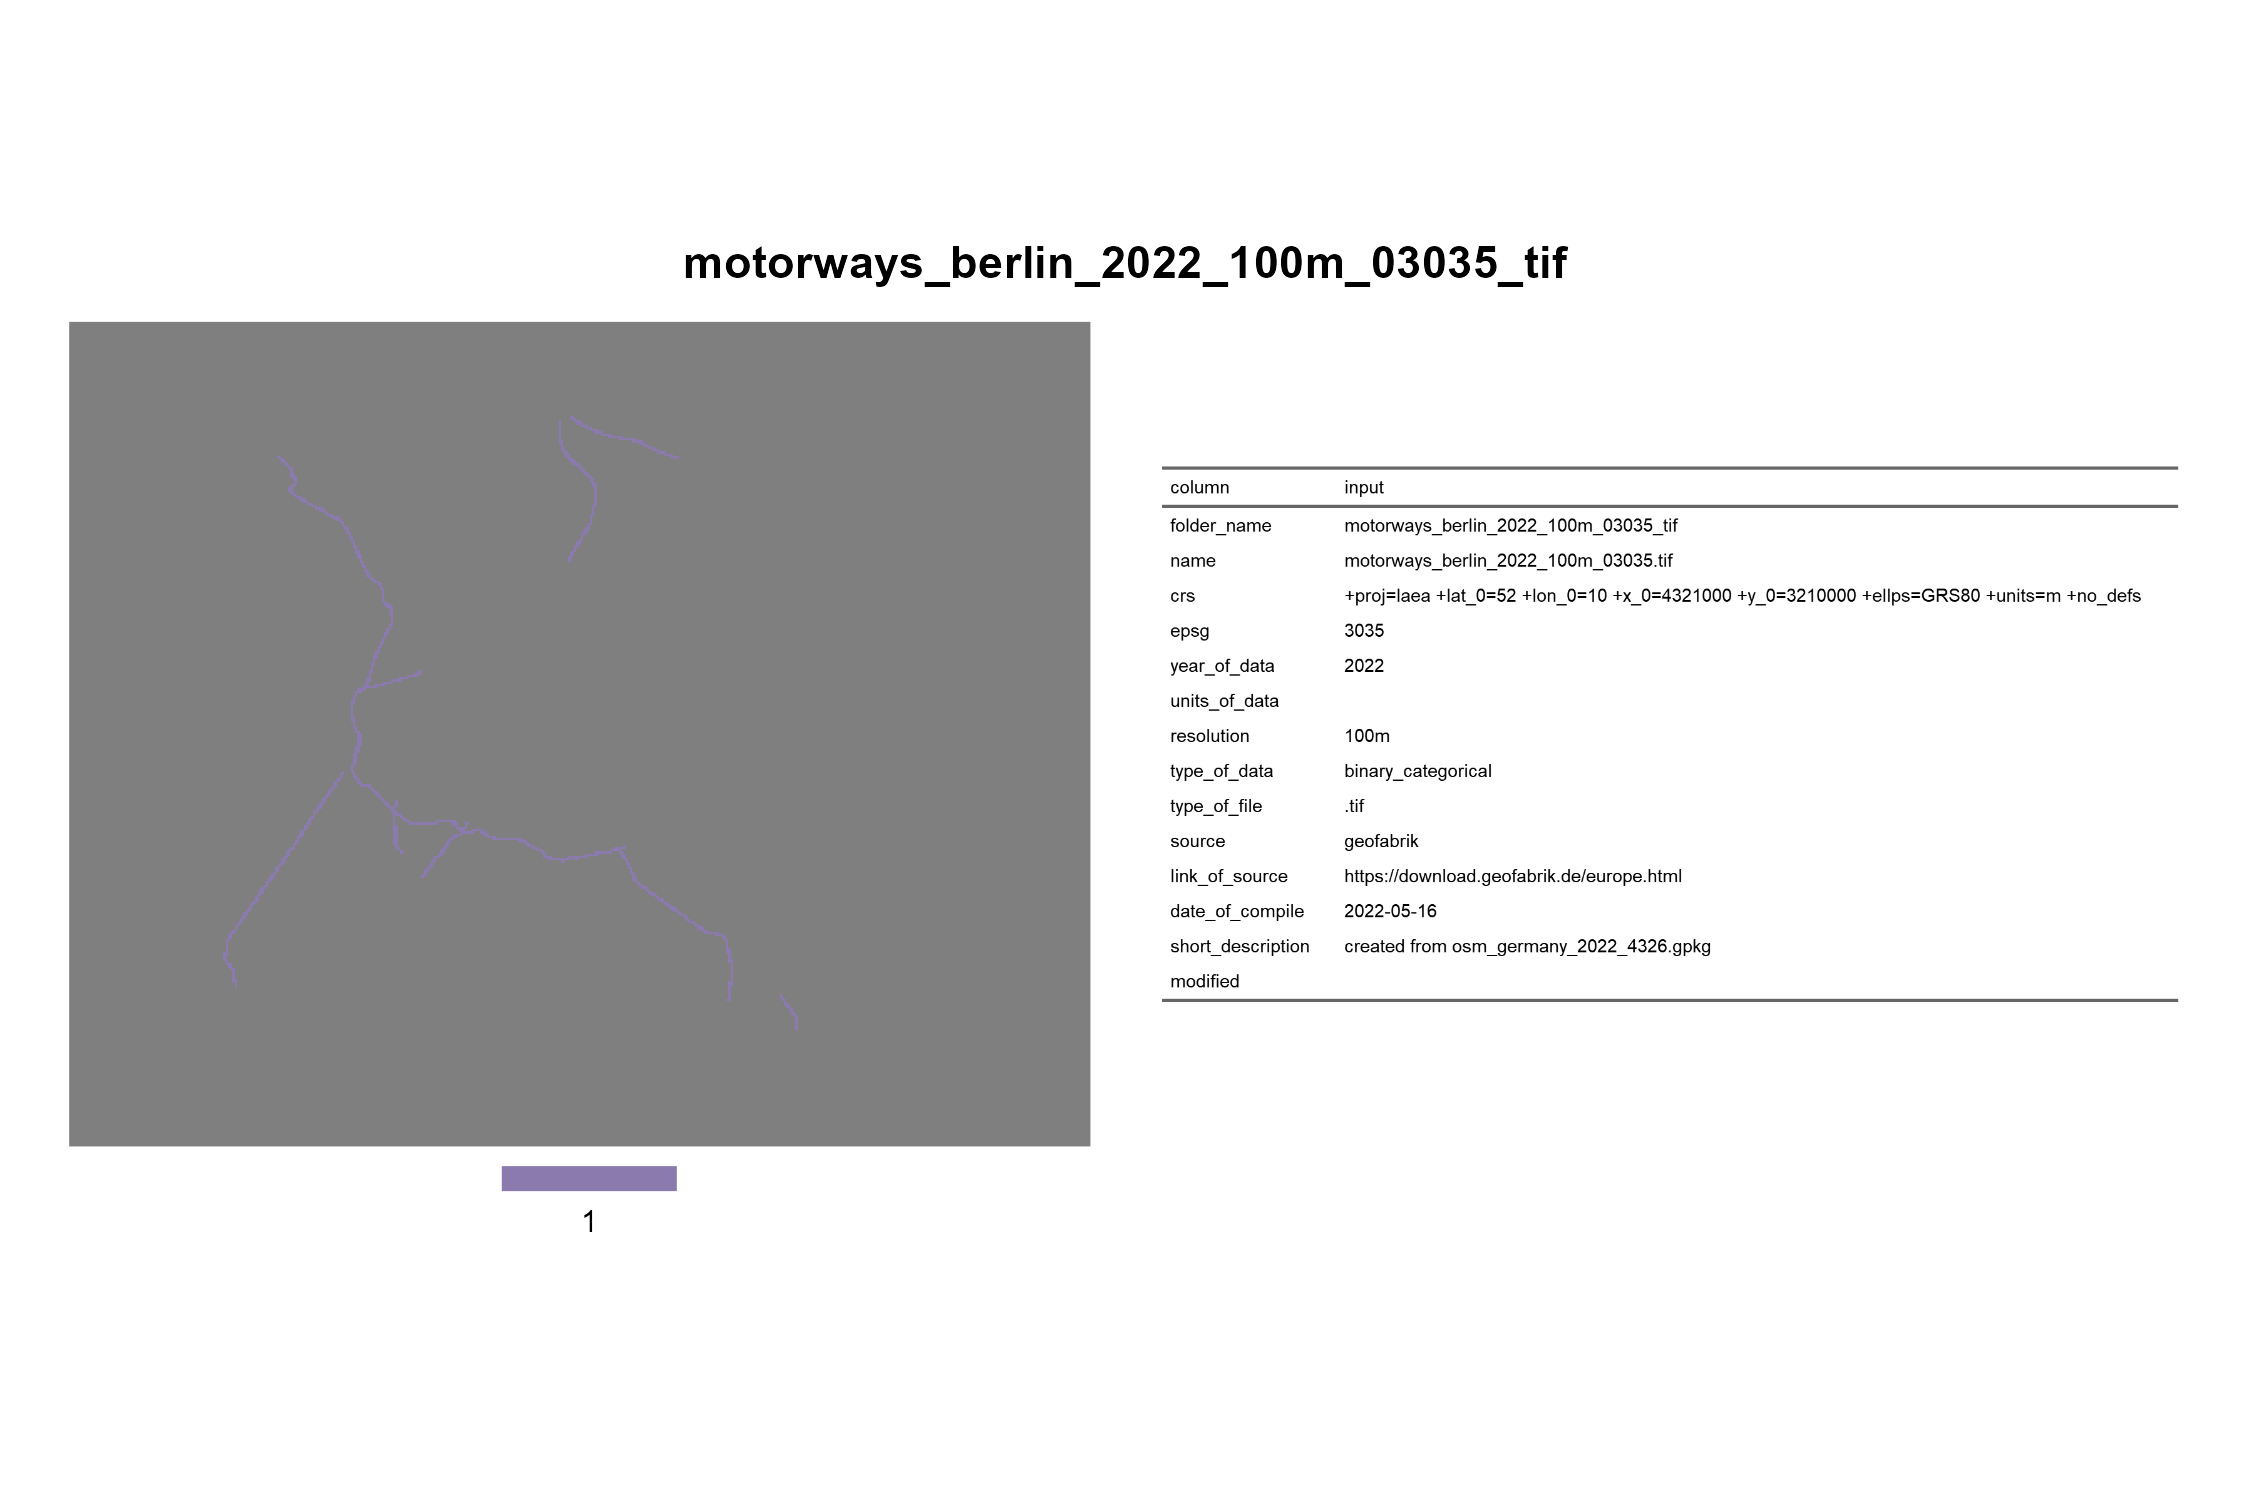 motorways_berlin_2022_100m_03035_tif
column input
folder_name motorways_berlin_2022_100m_03035_tif
name motorways_berlin_2022_100m_03035.tif
crs +proj=laea +lat_0=52 +lon_0=10 +x_0=4321000 +y_0=3210000 +ellps=GRS80 +units=m +no_defs
epsg 3035
year_of_data 2022
units_of_data
resolution 100m
type_of_data binary_categorical
type_of_file .tif
source geofabrik
link_of_source https://download.geofabrik.de/europe.html
date_of_compile 2022-05-16
short_description created from osm_germany_2022_4326.gpkg
modified
1